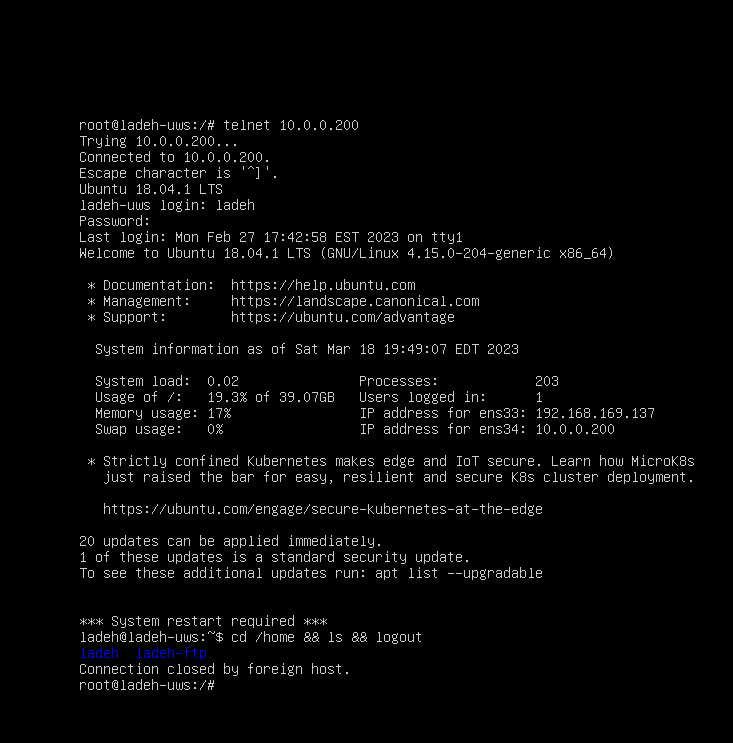 root@ladeh-uws:/# telnet 10.0.0.200
Trying 10.0.0.200...
Connected to 10.0.0.200.
Escape character is '^]'.
Ubuntu 18.04.1 LTS
ladeh-uws login: ladeh
Password:
Last login: Mon Feb 27 17:42:58 EST 2023 on tty1
Welcome to Ubuntu 18.04.1 LTS (GNU/Linux 4.15.0-204-generic x86_64)

 * Documentation:  https://help.ubuntu.com
 * Management:     https://landscape.canonical.com
 * Support:        https://ubuntu.com/advantage

  System information as of Sat Mar 18 19:49:07 EDT 2023

  System load:  0.02               Processes:            203
  Usage of /:   19.3% of 39.07GB   Users logged in:      1
  Memory usage: 17%                IP address for ens33: 192.168.169.137
  Swap usage:   0%                 IP address for ens34: 10.0.0.200

 * Strictly confined Kubernetes makes edge and IoT secure. Learn how MicroK8s
   just raised the bar for easy, resilient and secure K8s cluster deployment.

   https://ubuntu.com/engage/secure-kubernetes-at-the-edge

20 updates can be applied immediately.
1 of these updates is a standard security update.
To see these additional updates run: apt list --upgradable


*** System restart required ***
ladeh@ladeh-uws:~$ cd /home && ls && logout
ladeh  ladeh-ftp
Connection closed by foreign host.
root@ladeh-uws:/#